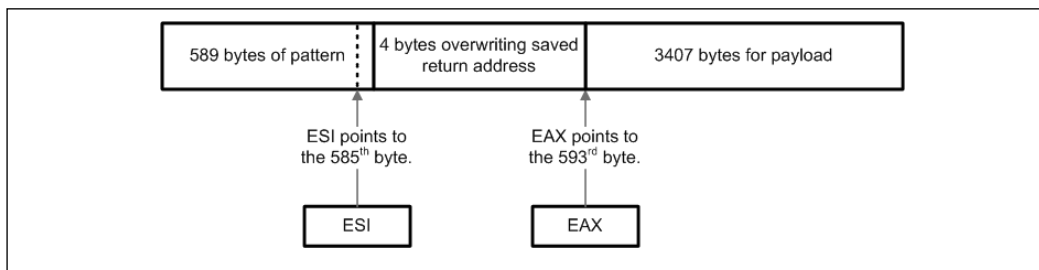 589 bytes of pattern
4 bytes overwriting saved
return address
3407 bytes for payload
ESI points to
the 585th byte.
EAX points to
the 593rd byte.
ESI
EAX